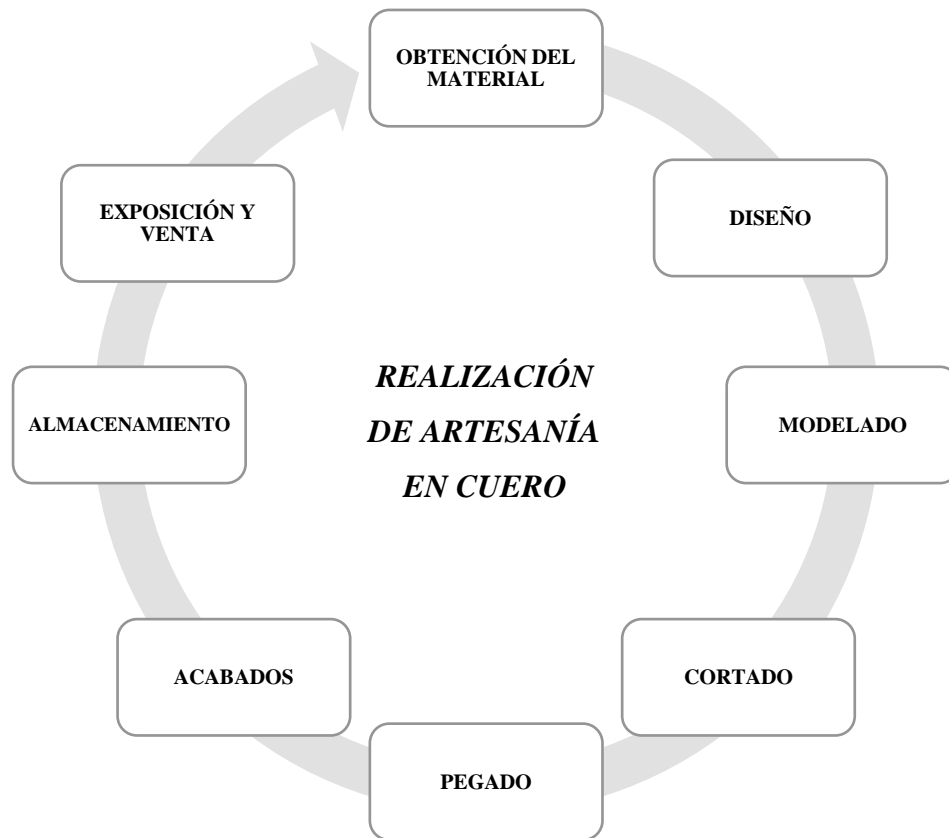 OBTENCIÓN DEL
MATERIAL
DISEÑO
MODELADO
CORTADO
PEGADO
ACABADOS
ALMACENAMIENTO
EXPOSICIÓN Y
VENTA
REALIZACIÓN
DE ARTESANÍA
EN CUERO